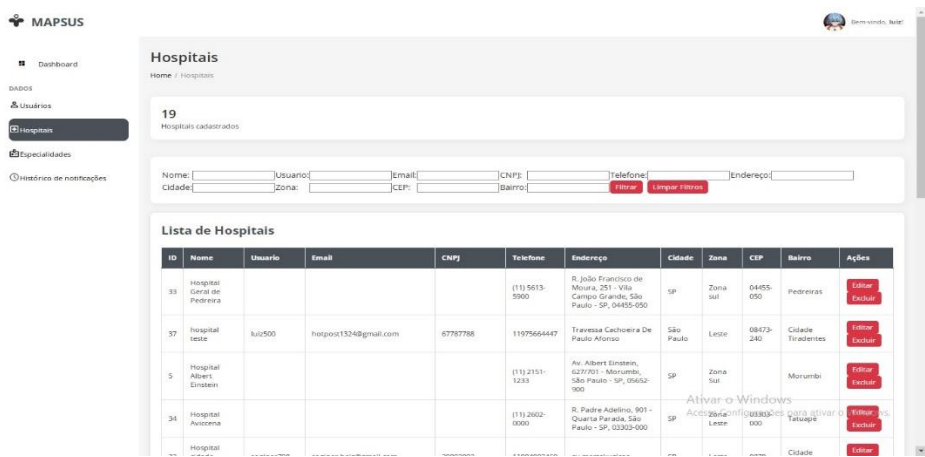 MAPSUS
Bem-vindo, luiz!
Dashboard
DADOS
Usuários
Hospitais
Especialidades
Histórico de notificações
Hospitais
Home / Hospitais
19
Hospitais cadastrados
Nome: Usuario: Email: CNPJ: Telefone: Endereço:
Cidade: Zona: CEP: Bairro: Filtrar Limpar Filtros
Lista de Hospitais
ID Nome Usuario Email CNPJ Telefone Endereço Cidade Zona CEP Bairro Ações
33 Hospital Geral de Pedreira (11) 5613-5900 R. João Francisco de Moura, 251 - Vila Campo Grande, São Paulo - SP, 04455-050 SP Zona sul 04455-050 Pedreiras Editar Excluir
37 hospital teste luiz500 hotpost1324@gmail.com 67787788 11975664447 Travessa Cachoeira De Paulo Afonso São Paulo Leste 08473-240 Cidade Tiradentes Editar Excluir
5 Hospital Albert Einstein (11) 2151-1233 Av. Albert Einstein, 627/701 - Morumbi, São Paulo - SP, 05652-900 SP Zona Sul Morumbi Editar Excluir
34 Hospital Aviccena (11) 2602-0000 R. Padre Adelino, 901 - Quarta Parada, São Paulo - SP, 03303-000 SP Zona Leste 03303-000 Tatuapé Editar Excluir
Hospital Cidade Editar
Ativar o Windows
Acesse Configurações para ativar o Windows.